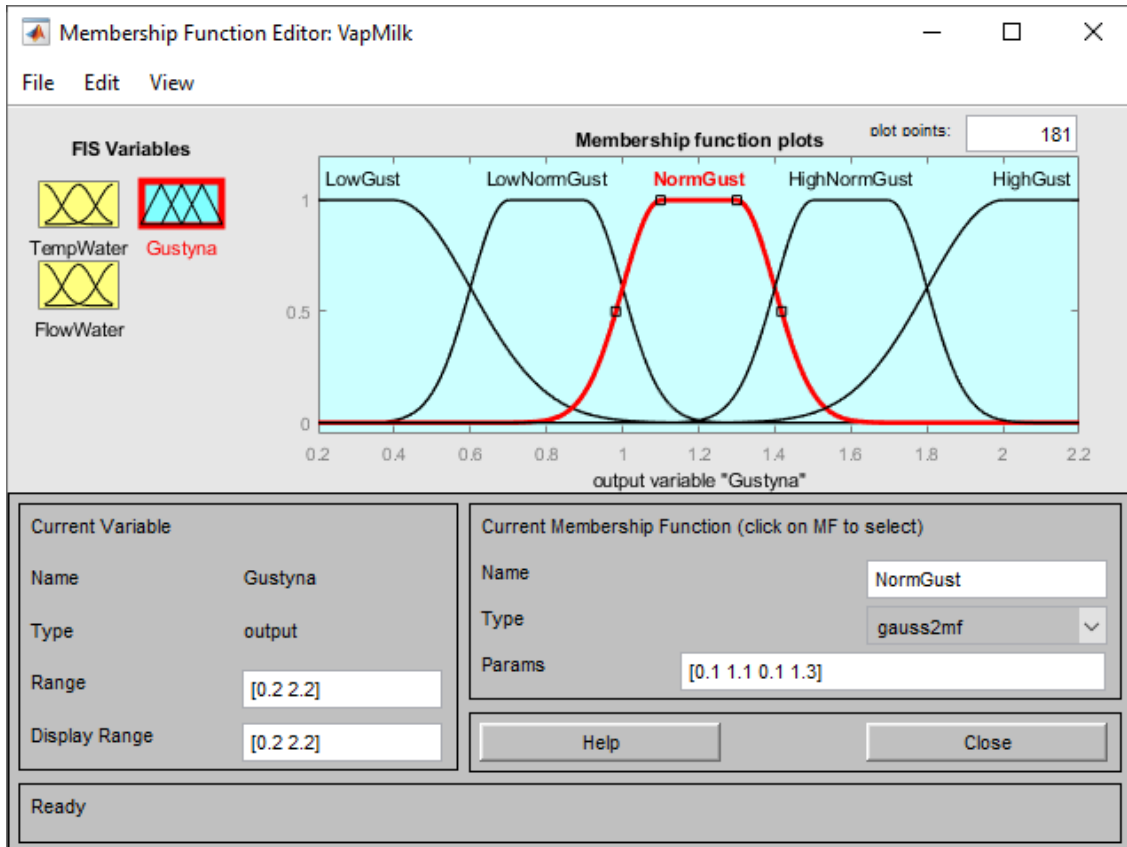 Membership Function Editor: VapMilk
File Edit View
FIS Variables
TempWater
Gustyna
FlowWater
Membership function plots
plot points:
181
LowGust LowNormGust NormGust HighNormGust HighGust
1
0.5
0
0.2 0.4 0.6 0.8 1 1.2 1.4 1.6 1.8 2 2.2
output variable "Gustyna"
Current Variable
Name Gustyna
Type output
Range [0.2 2.2]
Display Range [0.2 2.2]
Current Membership Function (click on MF to select)
Name NormGust
Type gauss2mf
Params [0.1 1.1 0.1 1.3]
Help Close
Ready